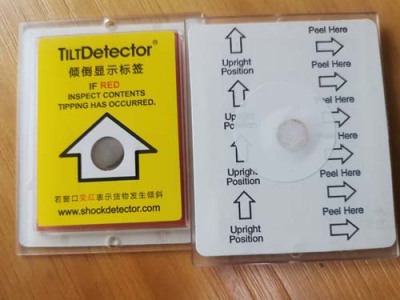 TILTDETECTOR®
倾倒显示标签
IF RED
INSPECT CONTENTS
TIPPING HAS OCCURRED.
若窗口变红表示货物发生倾斜
www.shockdetector.com
Peel Here
Upright
Position
Peel Here
Peel Here
Upright
Position
Peel Here
Peel Here
Upright
Position
Peel Here
Upright
Position